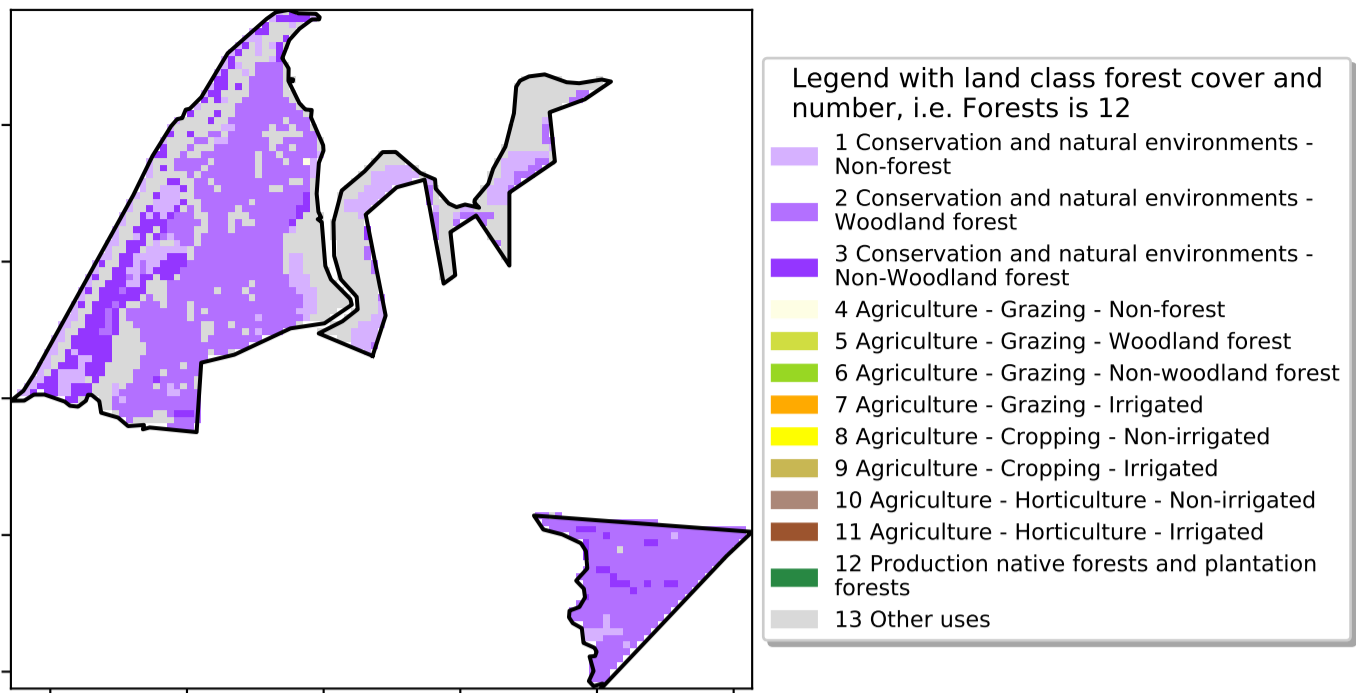 Legend with land class forest cover and
number, i.e. Forests is 12
1 Conservation and natural environments -
Non-forest
2 Conservation and natural environments -
Woodland forest
3 Conservation and natural environments -
Non-Woodland forest
4 Agriculture - Grazing - Non-forest
5 Agriculture - Grazing - Woodland forest
6 Agriculture - Grazing - Non-woodland forest
7 Agriculture - Grazing - Irrigated
8 Agriculture - Cropping - Non-irrigated
9 Agriculture - Cropping - Irrigated
10 Agriculture - Horticulture - Non-irrigated
11 Agriculture - Horticulture - Irrigated
12 Production native forests and plantation
forests
13 Other uses